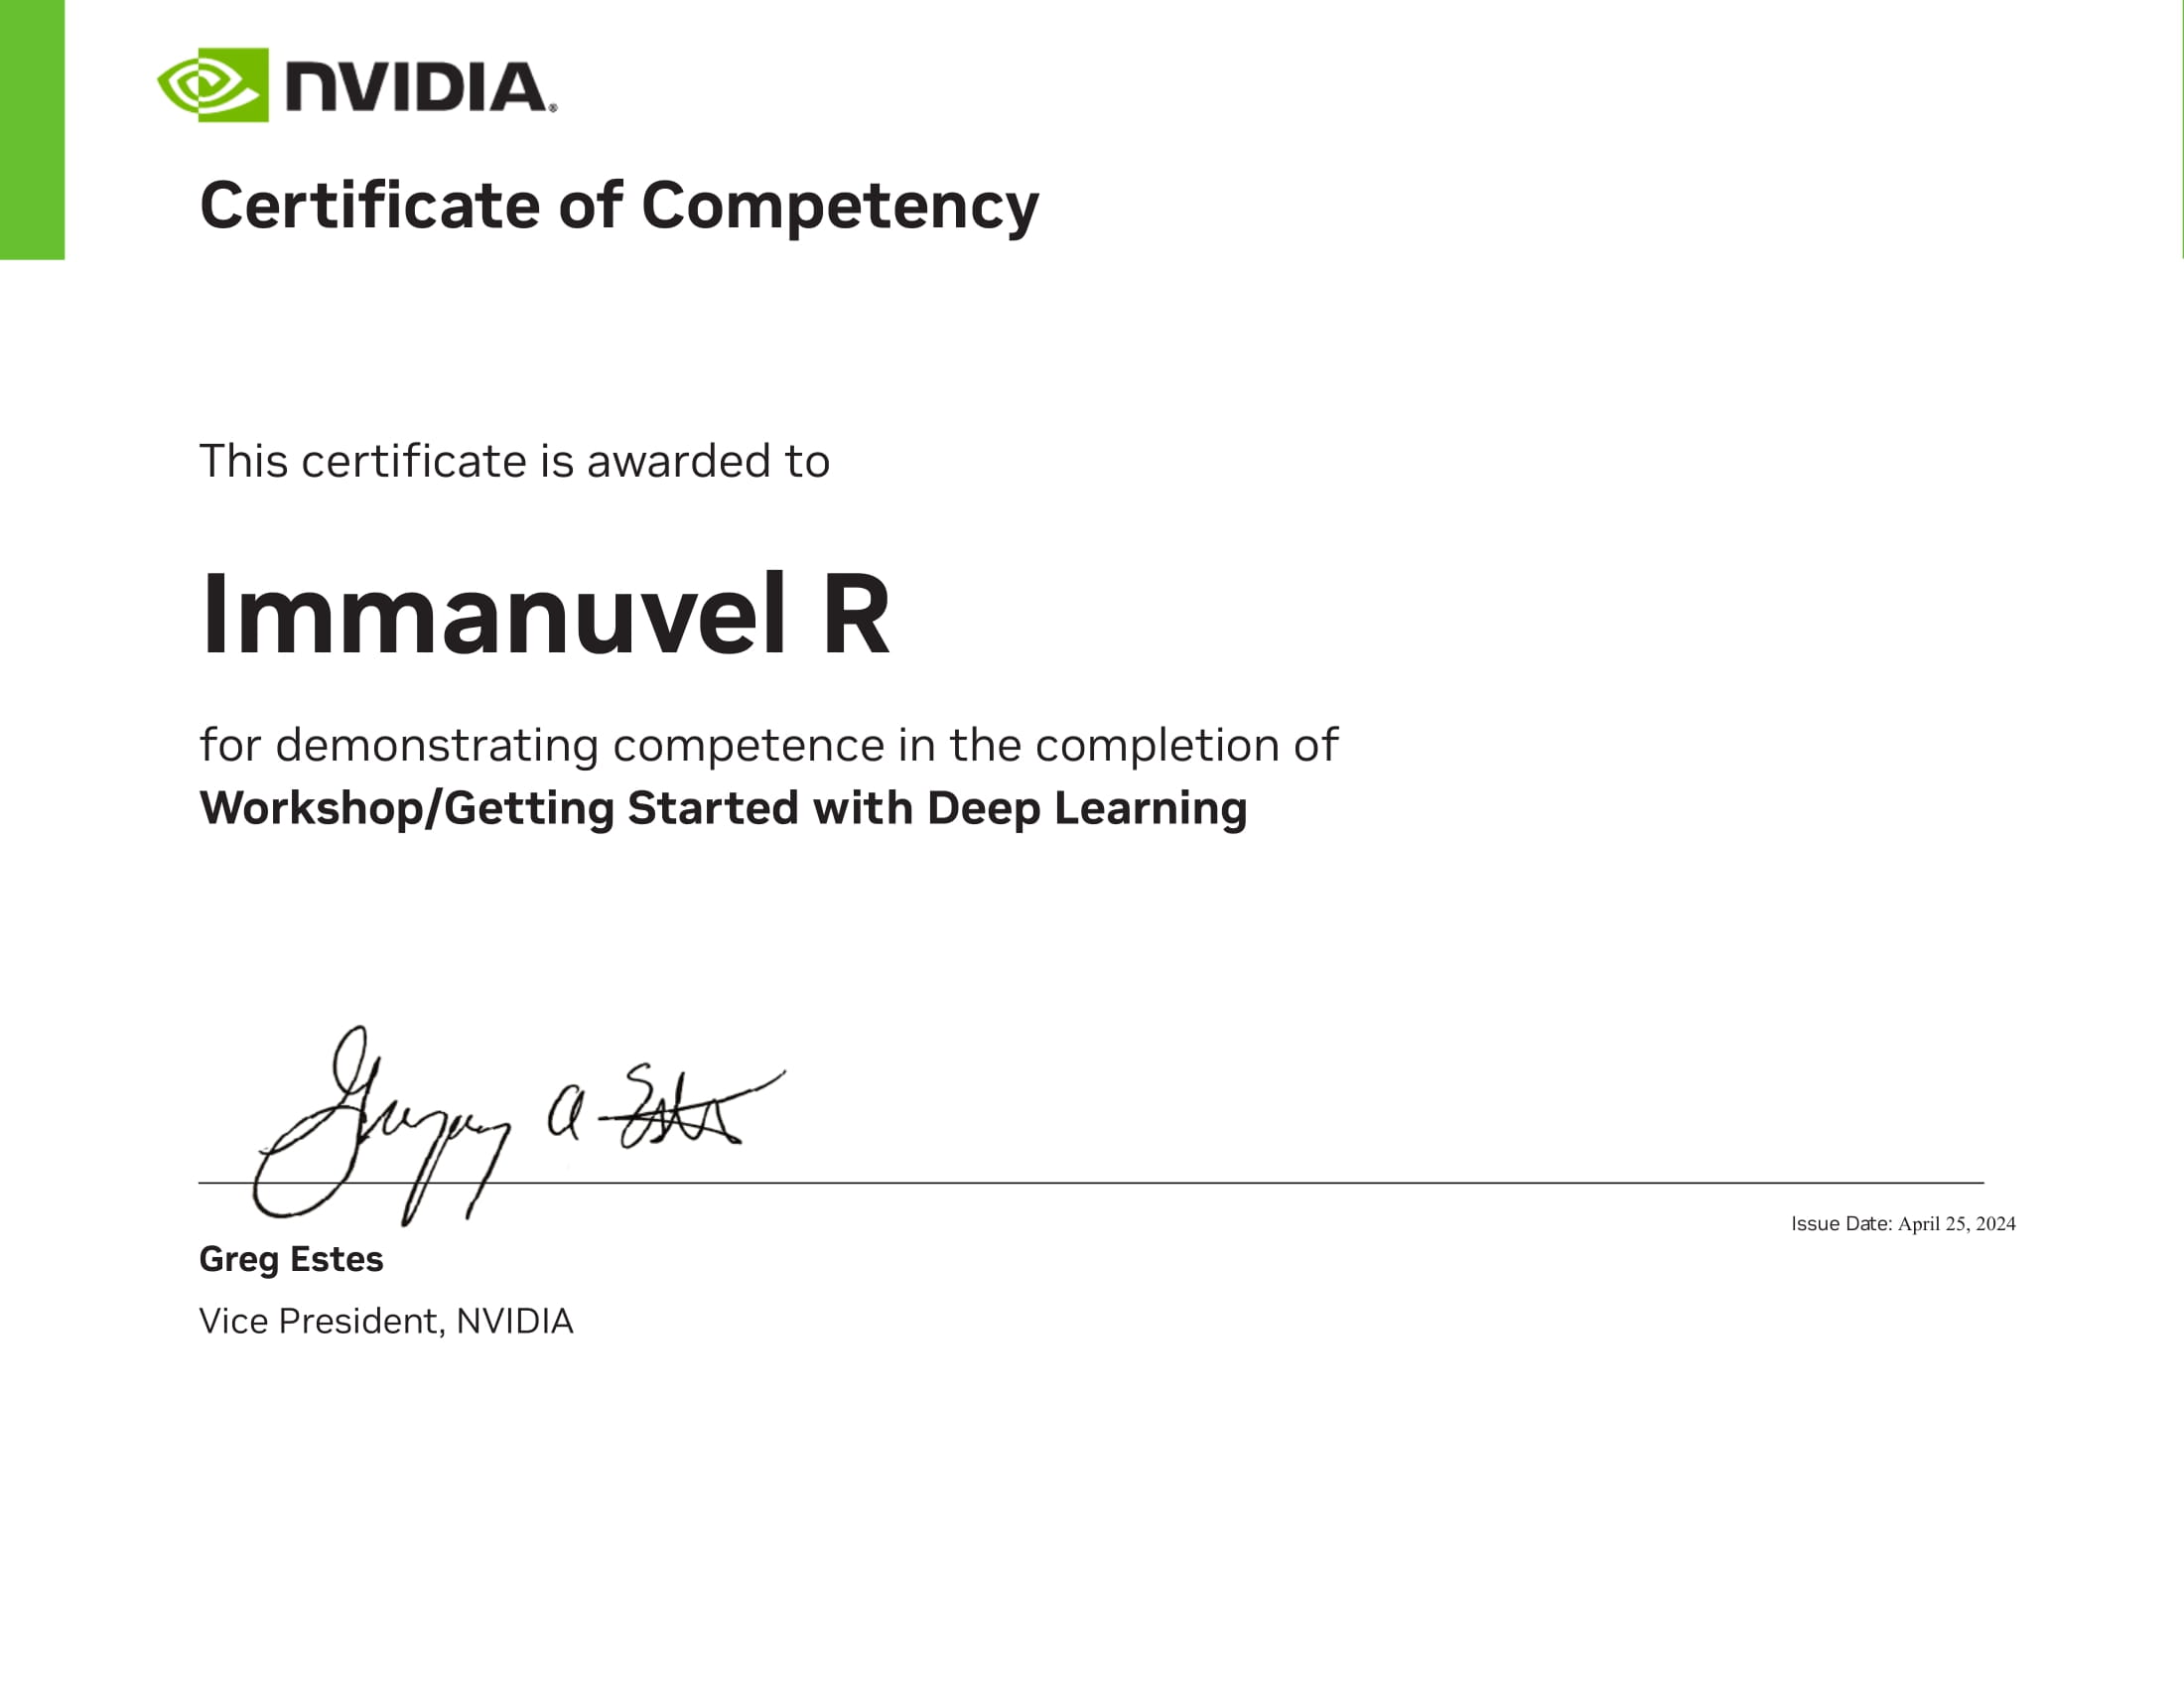 NVIDIA®
Certificate of Competency
This certificate is awarded to
Immanuvel R
for demonstrating competence in the completion of
Workshop/Getting Started with Deep Learning
Gregory A Estes
Issue Date: April 25, 2024
Greg Estes
Vice President, NVIDIA